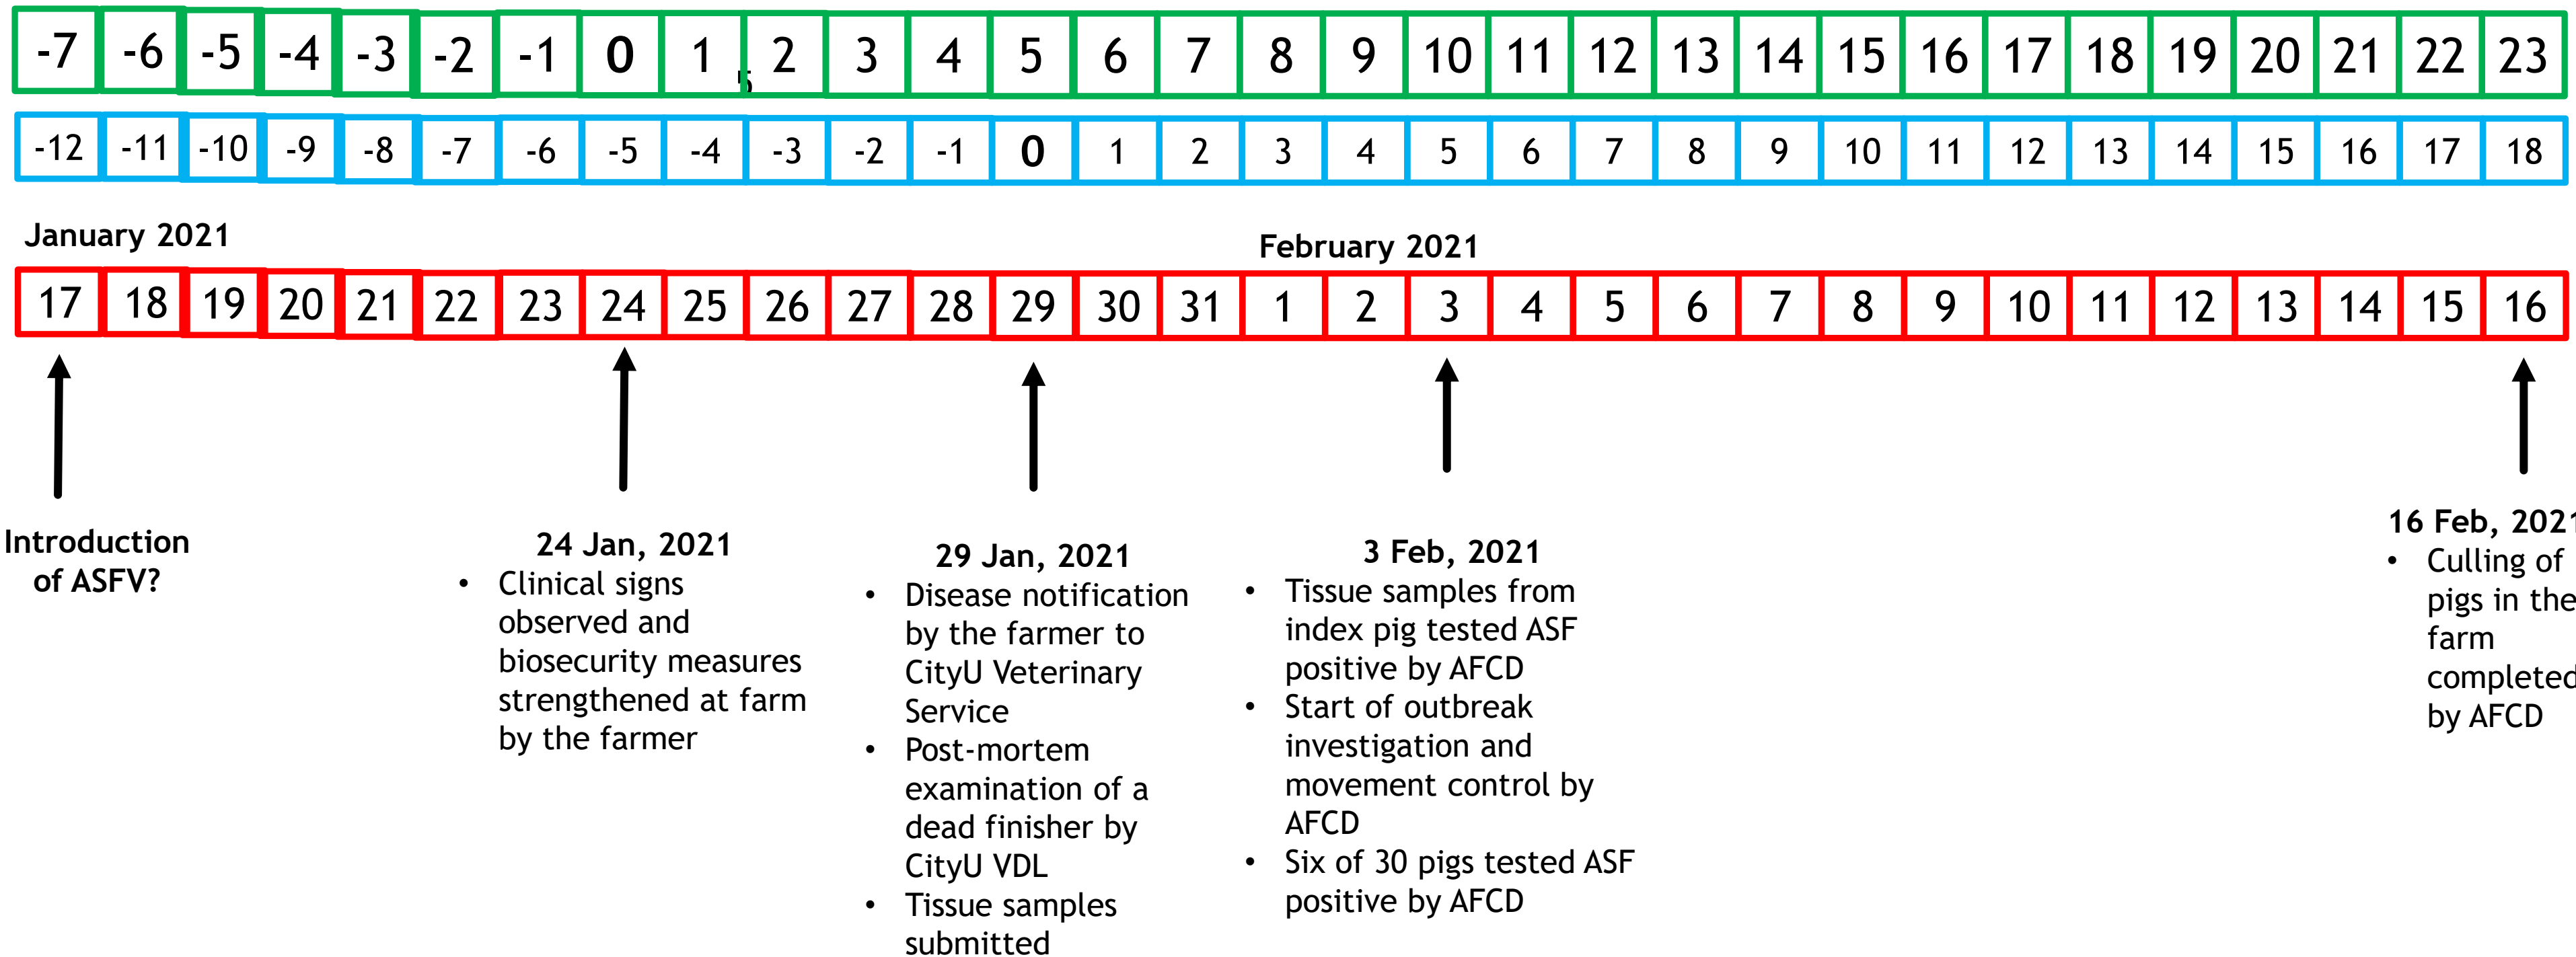 -7 -6 -5 -4 -3 -2 -1 0 1 2 3 4 5 6 7 8 9 10 11 12 13 14 15 16 17 18 19 20 21 22 23
5
-12 -11 -10 -9 -8 -7 -6 -5 -4 -3 -2 -1 0 1 2 3 4 5 6 7 8 9 10 11 12 13 14 15 16 17 18
January 2021
February 2021
17 18 19 20 21 22 23 24 25 26 27 28 29 30 31 1 2 3 4 5 6 7 8 9 10 11 12 13 14 15 16
Introduction
of ASFV?
24 Jan, 2021
• Clinical signs
observed and
biosecurity measures
strengthened at farm
by the farmer
29 Jan, 2021
• Disease notification
by the farmer to
CityU Veterinary
Service
• Post-mortem
examination of a
dead finisher by
CityU VDL
• Tissue samples
submitted
3 Feb, 2021
• Tissue samples from
index pig tested ASF
positive by AFCD
• Start of outbreak
investigation and
movement control by
AFCD
• Six of 30 pigs tested ASF
positive by AFCD
16 Feb, 2021
• Culling of
pigs in the
farm
completed
by AFCD